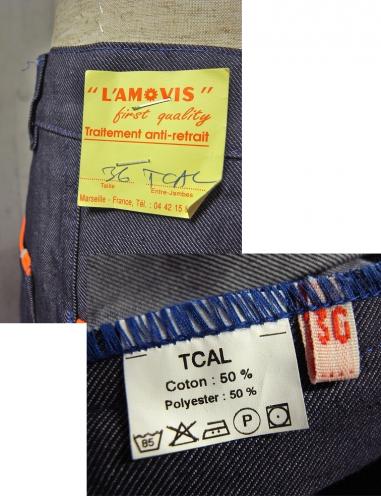 "L'AMOVIS"
first quality
Traitement anti-retrait
36 TCAL
Taille Entre-Jambes
Marseille - France, Tél. : 04 42 15
36
TCAL
Coton : 50 %
Polyester : 50 %
85 P